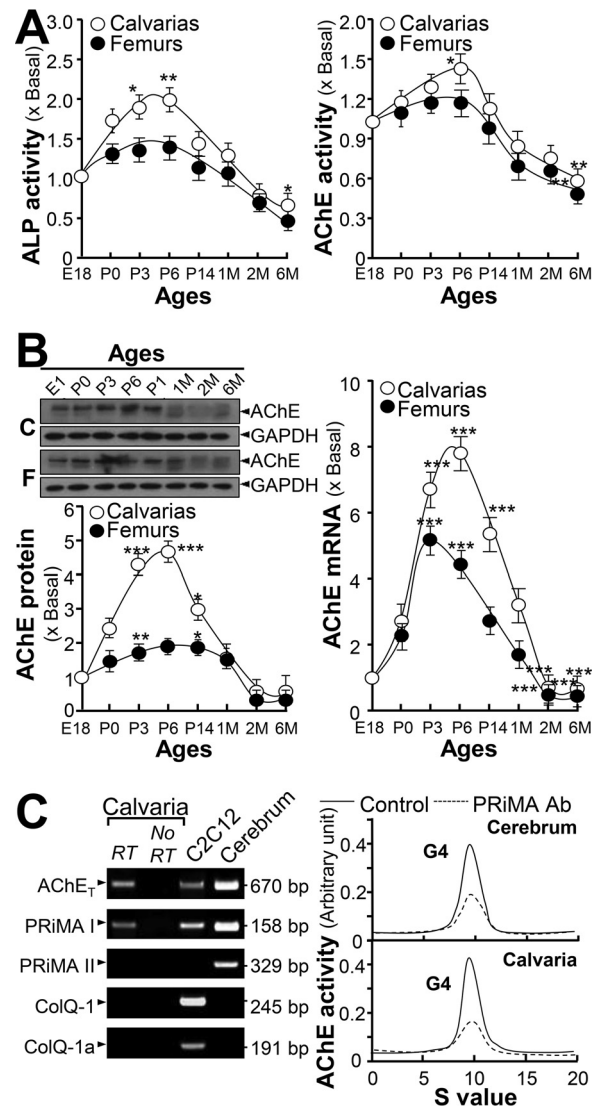 A
Calvarias
Femurs
ALP activity (x Basal)
3.0
2.5
2.0
1.5
1.0
0.5
0
*
**
*
E18 P0 P3 P6 P14 1M 2M 6M
Ages
Calvarias
Femurs
AChE activity (x Basal)
1.8
1.5
1.2
0.9
0.6
0.3
0
*
**
**
E18 P0 P3 P6 P14 1M 2M 6M
Ages
B
Ages
E1 P0 P3 P6 P1 1M 2M 6M
C
AChE
GAPDH
F
AChE
GAPDH
Calvarias
Femurs
AChE protein
(x Basal)
6
5
4
3
2
1
0
*** ***
*
** *
E18 P0 P3 P6 P14 1M 2M 6M
Ages
Calvarias
Femurs
AChE mRNA (x Basal)
10
8
6
4
2
0
***
***
***
***
***
*** ***
*** ***
E18 P0 P3 P6 P14 1M 2M 6M
Ages
C
Calvaria
RT No RT C2C12 Cerebrum
AChET 670 bp
PRiMA I 158 bp
PRiMA II 329 bp
ColQ-1 245 bp
ColQ-1a 191 bp
Control PRiMA Ab
Cerebrum
G4
0.4
0.2
0
Calvaria
G4
0.4
0.2
0
AChE activity (Arbitrary unit)
0 5 10 15 20
S value